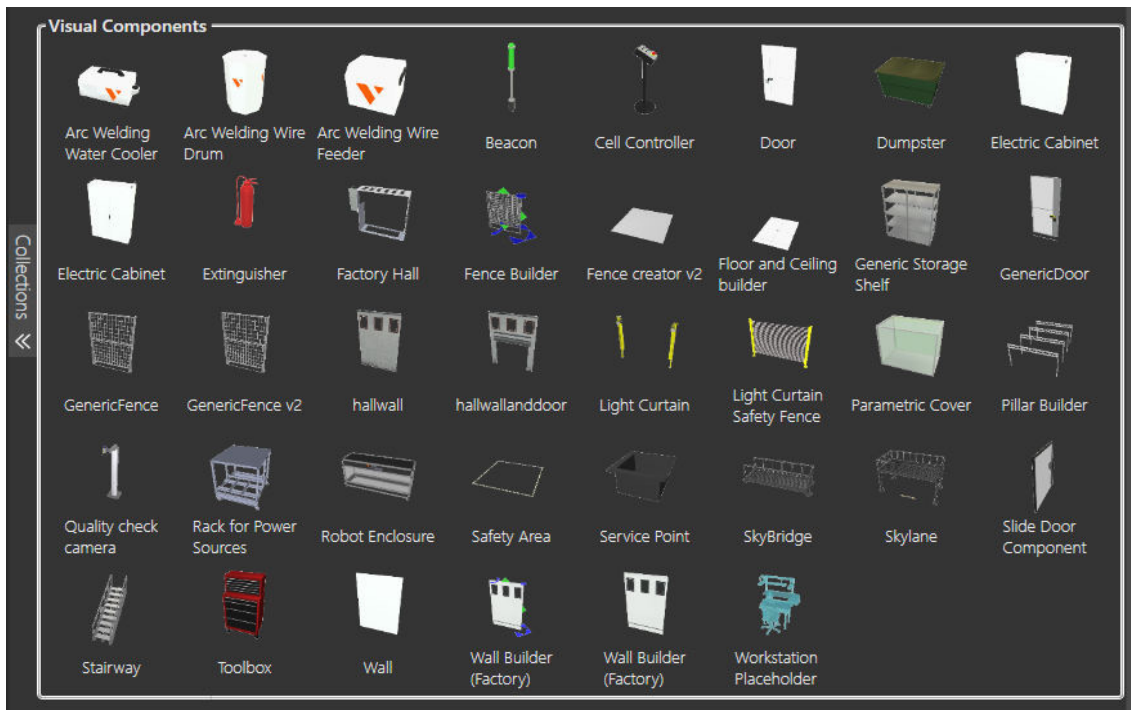 Visual Components
Arc Welding
Water Cooler
Arc Welding Wire
Drum
Arc Welding Wire
Feeder
Beacon
Cell Controller
Door
Dumpster
Electric Cabinet
Electric Cabinet
Extinguisher
Factory Hall
Fence Builder
Fence creator v2
Floor and Ceiling
builder
Generic Storage
Shelf
GenericDoor
GenericFence
GenericFence v2
hallwall
hallwallanddoor
Light Curtain
Light Curtain
Safety Fence
Parametric Cover
Pillar Builder
Quality check
camera
Rack for Power
Sources
Robot Enclosure
Safety Area
Service Point
SkyBridge
Skylane
Slide Door
Component
Stairway
Toolbox
Wall
Wall Builder
(Factory)
Wall Builder
(Factory)
Workstation
Placeholder
Collections